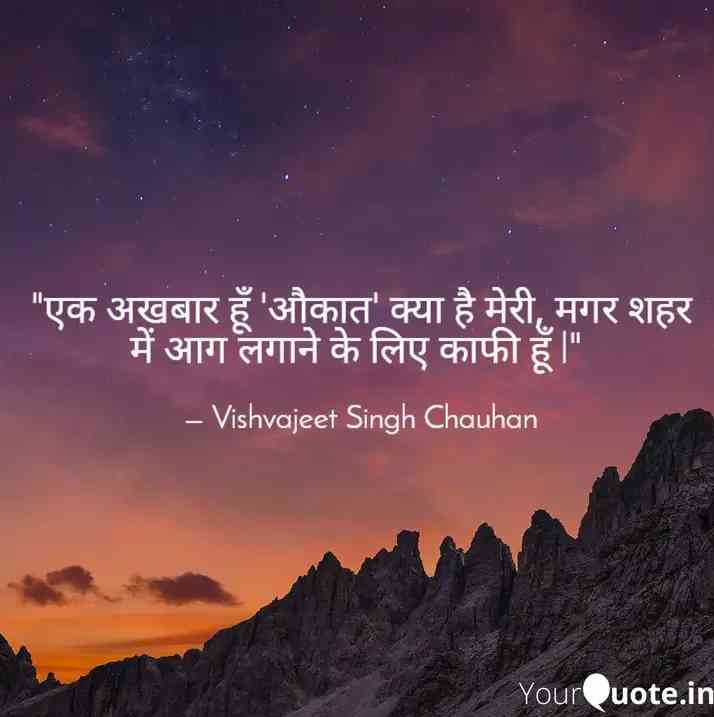 "एक अखबार हूँ 'औकात' क्या है मेरी, मगर शहर
में आग लगाने के लिए काफी हूँ |"
– Vishvajeet Singh Chauhan
YourQuote.in